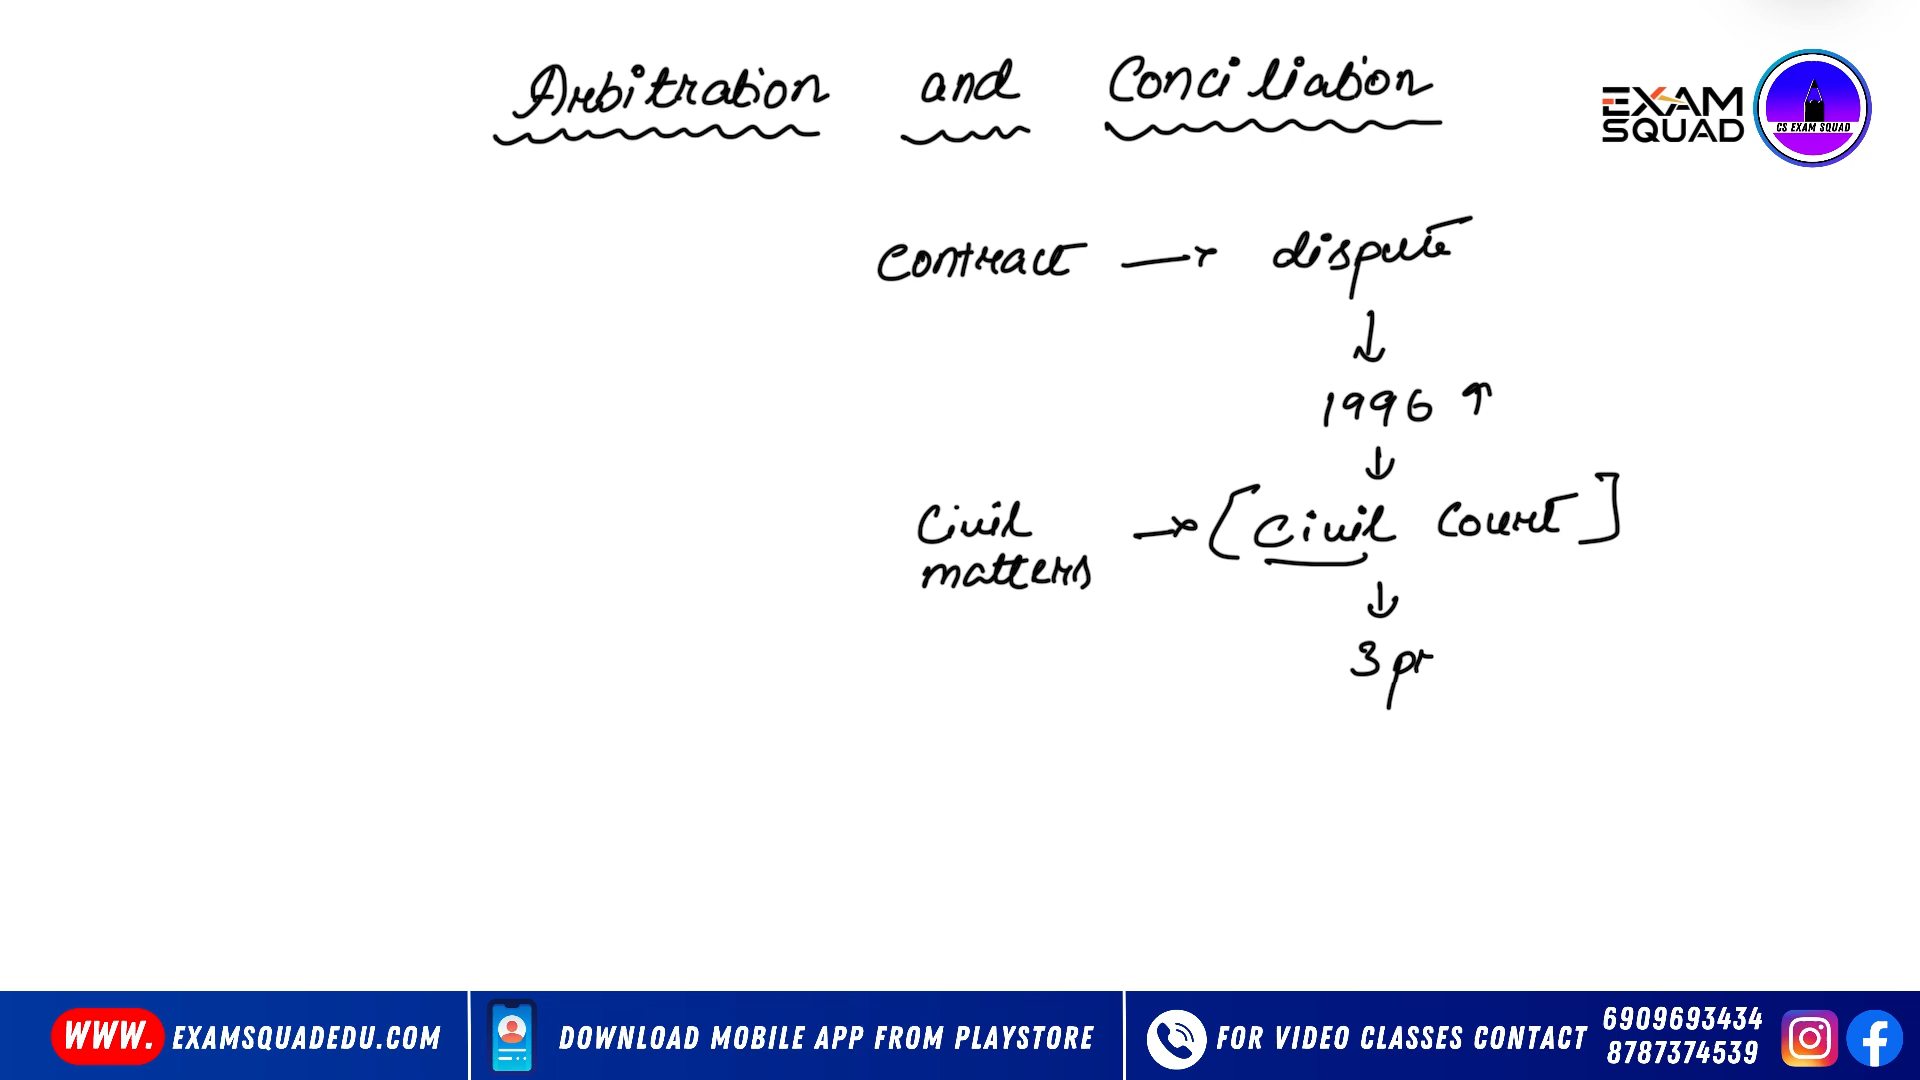 Arbitration and Conciliation
EXAM
SQUAD
CS EXAM SQUAD
Contract → dispute
↓
1996 ↑
↓
Civil matters → [Civil Court]
↓
3 pr
WWW. EXAMSQUADEDU.COM
DOWNLOAD MOBILE APP FROM PLAYSTORE
FOR VIDEO CLASSES CONTACT
6909693434
8787374539